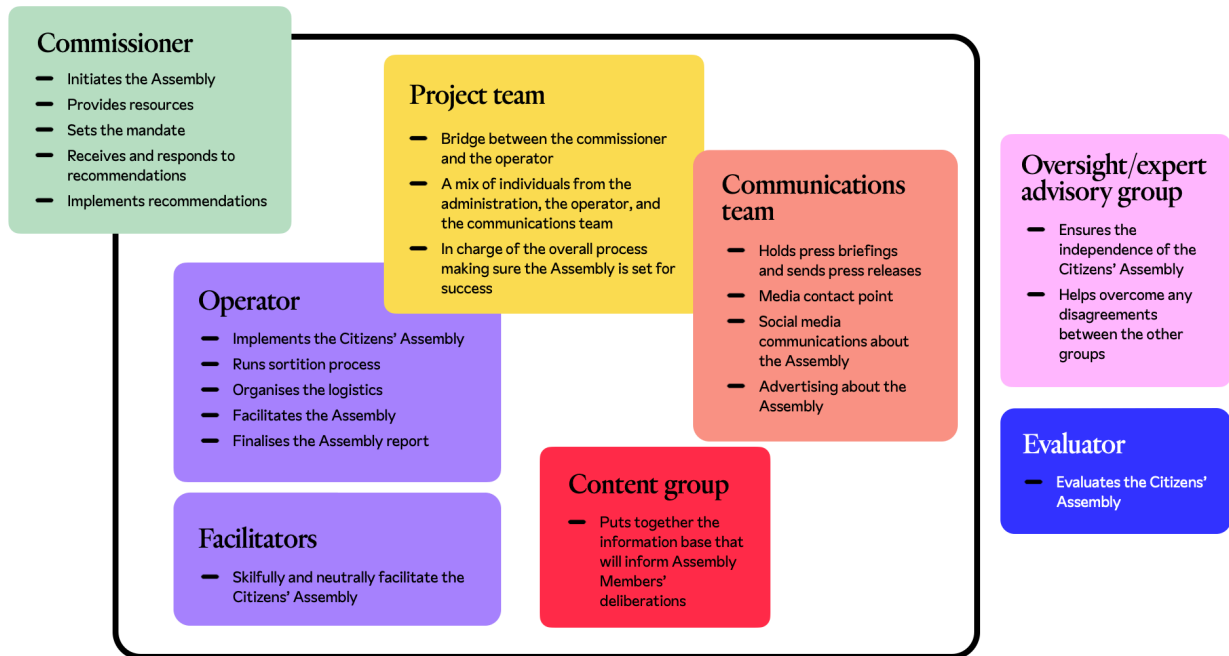 Commissioner
— Initiates the Assembly
— Provides resources
— Sets the mandate
— Receives and responds to
recommendations
— Implements recommendations
Project team
— Bridge between the commissioner
and the operator
— A mix of individuals from the
administration, the operator, and
the communications team
— In charge of the overall process
making sure the Assembly is set for
success
Communications
team
— Holds press briefings
and sends press releases
— Media contact point
— Social media
communications about
the Assembly
— Advertising about the
Assembly
Oversight/expert
advisory group
— Ensures the
independence of the
Citizens’ Assembly
— Helps overcome any
disagreements
between the other
groups
Operator
— Implements the Citizens’ Assembly
— Runs sortition process
— Organises the logistics
— Facilitates the Assembly
— Finalises the Assembly report
Evaluator
— Evaluates the Citizens’
Assembly
Facilitators
— Skilfully and neutrally facilitate the
Citizens’ Assembly
Content group
— Puts together the
information base that
will inform Assembly
Members’
deliberations